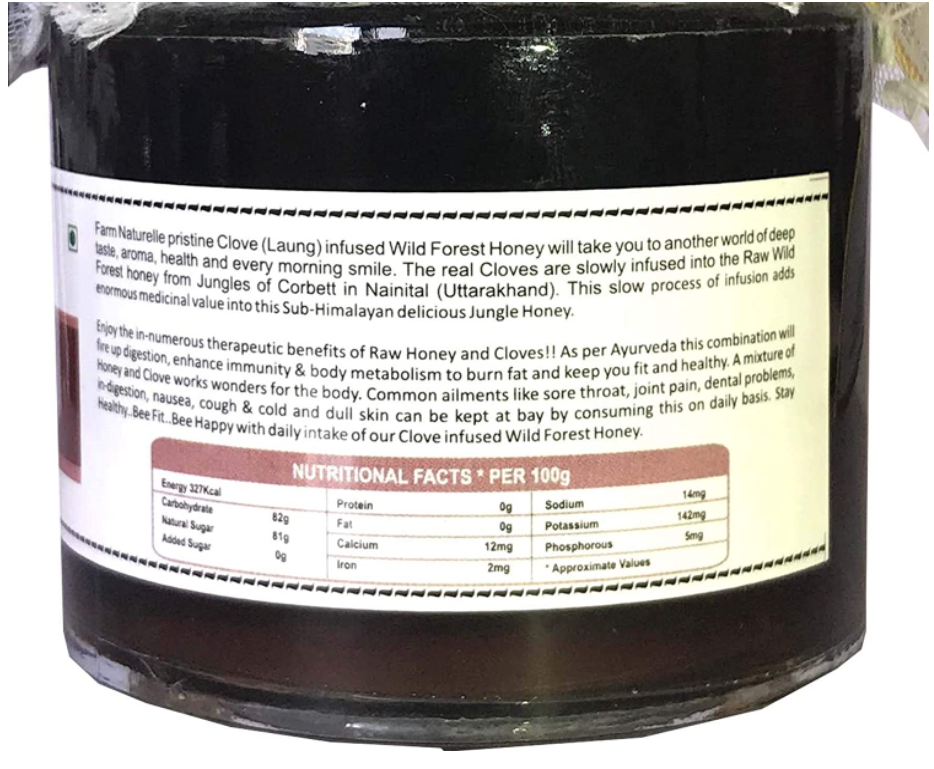 Farm Naturelle pristine Clove (Laung) infused Wild Forest Honey will take you to another world of deep
taste, aroma, health and every morning smile. The real Cloves are slowly infused into the Raw Wild
Forest honey from Jungles of Corbett in Nainital (Uttarakhand). This slow process of infusion adds
enormous medicinal value into this Sub-Himalayan delicious Jungle Honey.
Enjoy the in-numerous therapeutic benefits of Raw Honey and Cloves!! As per Ayurveda this combination will
fire up digestion, enhance immunity & body metabolism to burn fat and keep you fit and healthy. A mixture of
Honey and Clove works wonders for the body. Common ailments like sore throat, joint pain, dental problems,
in-digestion, nausea, cough & cold and dull skin can be kept at bay by consuming this on daily basis. Stay
Healthy..Bee Fit..Bee Happy with daily intake of our Clove infused Wild Forest Honey.
NUTRITIONAL FACTS * PER 100g
Energy 327Kcal
Carbohydrate 82g
Natural Sugar 81g
Added Sugar 0g
Protein 0g
Fat 0g
Calcium 12mg
Iron 2mg
Sodium 14mg
Potassium 142mg
Phosphorous 5mg
* Approximate Values